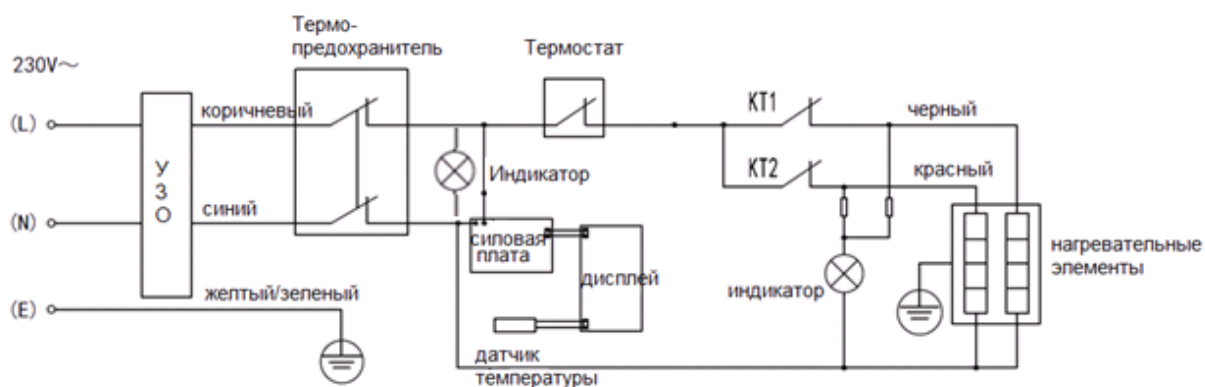 Термо-
предохранитель
Термостат
230V~
(L)
коричневый
KT1
черный
УЗО
Индикатор
KT2
красный
(N)
синий
силовая
плата
дисплей
индикатор
нагревательные
элементы
(E)
желтый/зеленый
датчик
температуры